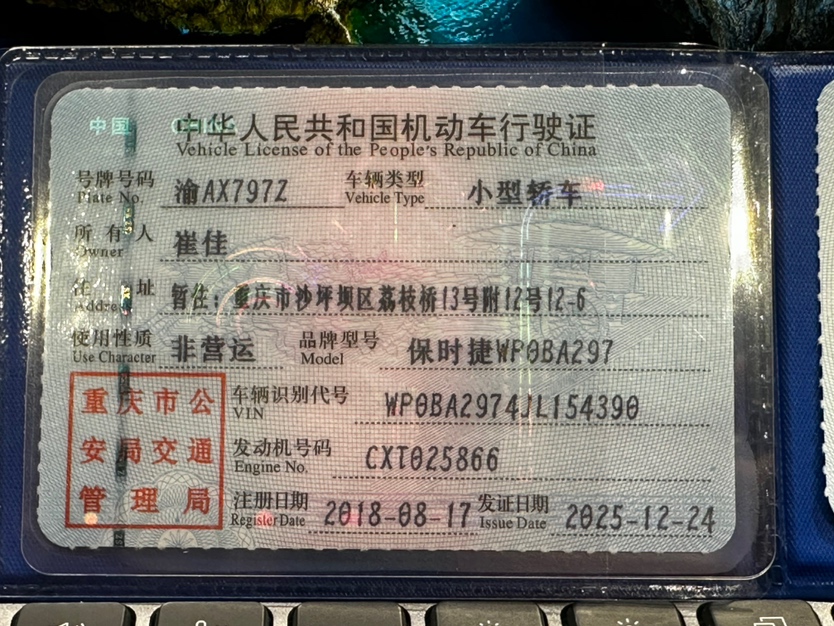 中国 CHINA
中华人民共和国机动车行驶证
Vehicle License of the People's Republic of China
号牌号码 渝AX797Z 车辆类型 小型轿车
Plate No. Vehicle Type
所有人 崔佳
Owner
住址 暂住：重庆市沙坪坝区荔枝桥13号附12号12-6
Address
使用性质 非营运 品牌型号 保时捷WP0BA297
Use Character Model
重庆市公安局交通管理局
车辆识别代号 WP0BA2974JL154390
VIN
发动机号码 CXT025866
Engine No.
注册日期 2018-08-17 发证日期 2025-12-24
Register Date Issue Date